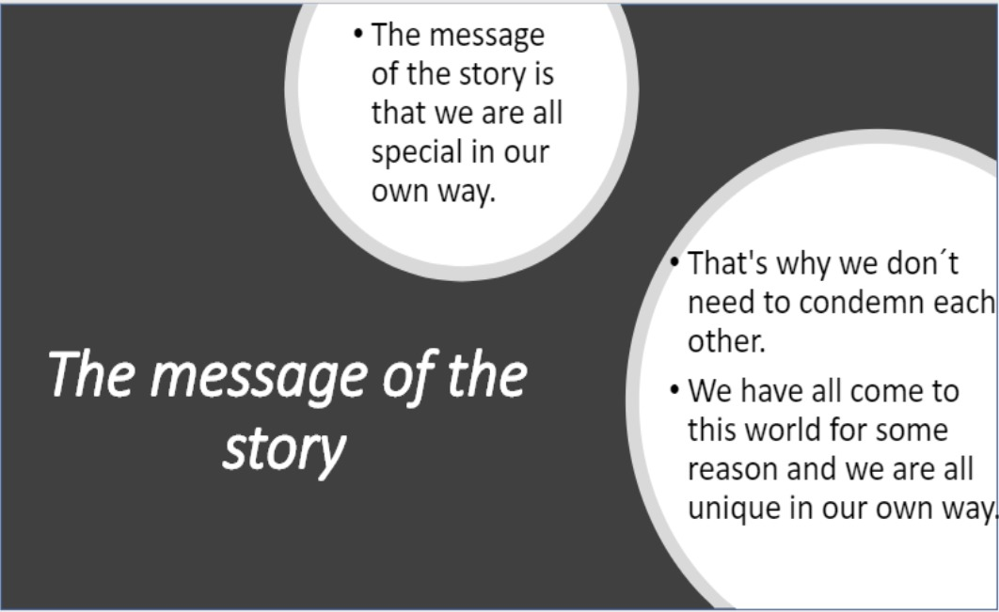 • The message
of the story is
that we are all
special in our
own way.
• That's why we don´t
need to condemn each
other.
• We have all come to
this world for some
reason and we are all
unique in our own way.
The message of the
story